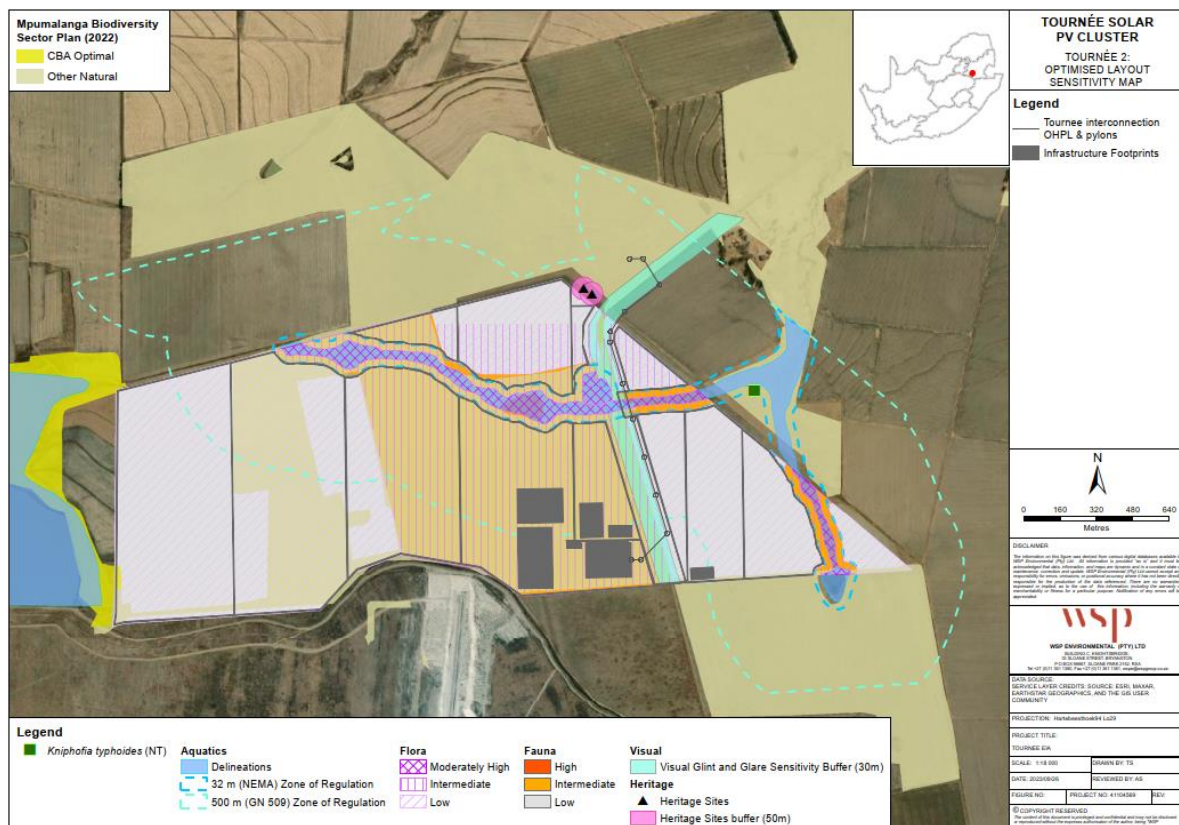 Mpumalanga Biodiversity
Sector Plan (2022)
CBA Optimal
Other Natural
TOURNÉE SOLAR
PV CLUSTER
TOURNÉE 2:
OPTIMISED LAYOUT
SENSITIVITY MAP
Legend
Tournee interconnection
OHPL & pylons
Infrastructure Footprints
N
0 160 320 480 640
Metres
DISCLAIMER
WSP
WSP ENVIRONMENTAL (PTY) LTD
DATA SOURCE:
SERVICE LAYER CREDITS: SOURCE: ESRI, MAXAR,
EARTHSTAR GEOGRAPHICS, AND THE GIS USER
COMMUNITY
PROJECTION: Hartebeesthoek94 Lo29
PROJECT TITLE:
TOURNEE EIA
SCALE: 1:18 000
DRAWN BY: TS
DATE: 2023/09/26
REVIEWED BY: AS
FIGURE NO:
PROJECT NO: 41104569
REV:
© COPYRIGHT RESERVED
Legend
Kniphofia typhoides (NT)
Aquatics
Delineations
32 m (NEMA) Zone of Regulation
500 m (GN 509) Zone of Regulation
Flora
Moderately High
Intermediate
Low
Fauna
High
Intermediate
Low
Visual
Visual Glint and Glare Sensitivity Buffer (30m)
Heritage
Heritage Sites
Heritage Sites buffer (50m)